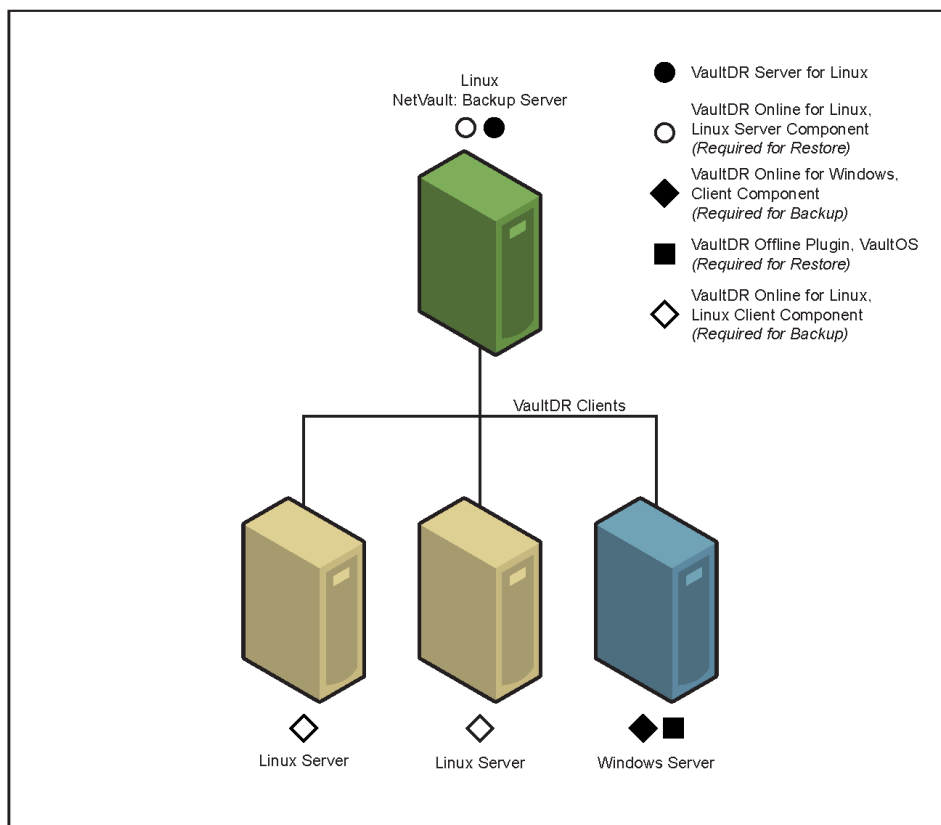 Linux
NetVault: Backup Server
VaultDR Server for Linux
VaultDR Online for Linux,
Linux Server Component
(Required for Restore)
VaultDR Online for Windows,
Client Component
(Required for Backup)
VaultDR Offline Plugin, VaultOS
(Required for Restore)
VaultDR Online for Linux,
Linux Client Component
(Required for Backup)
VaultDR Clients
Linux Server
Linux Server
Windows Server